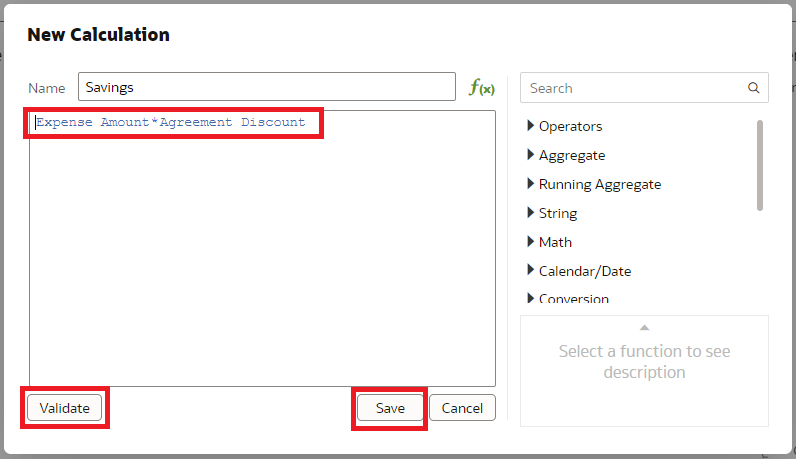 New Calculation
Name Savings f(x)
Search
Expense Amount*Agreement Discount
Operators
Aggregate
Running Aggregate
String
Math
Calendar/Date
Conversion
Select a function to see
description
Validate Save Cancel